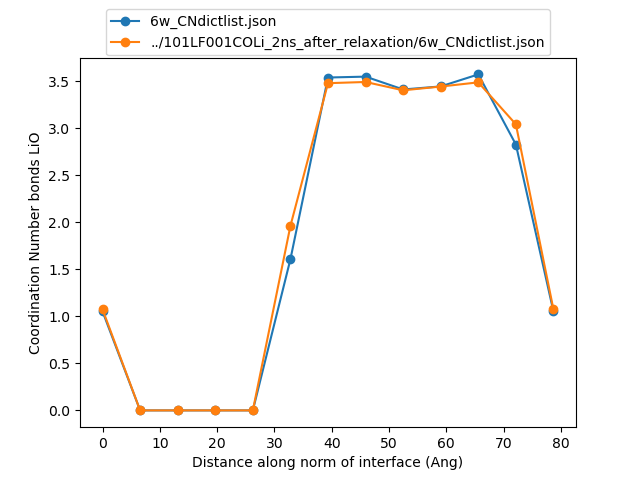 6w_CNdictlist.json
../101LF001COLi_2ns_after_relaxation/6w_CNdictlist.json
Coordination Number bonds LiO
3.5
3.0
2.5
2.0
1.5
1.0
0.5
0.0
0 10 20 30 40 50 60 70 80
Distance along norm of interface (Ang)